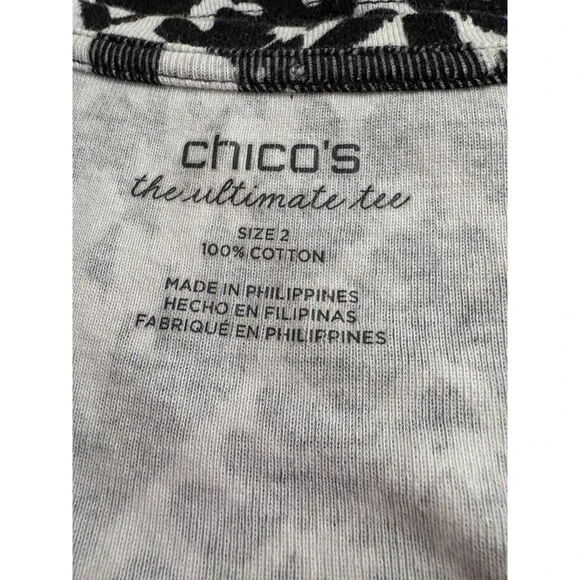 chico's
the ultimate tee
SIZE 2
100% COTTON
MADE IN PHILIPPINES
HECHO EN FILIPINAS
FABRIQUÉ EN PHILIPPINES